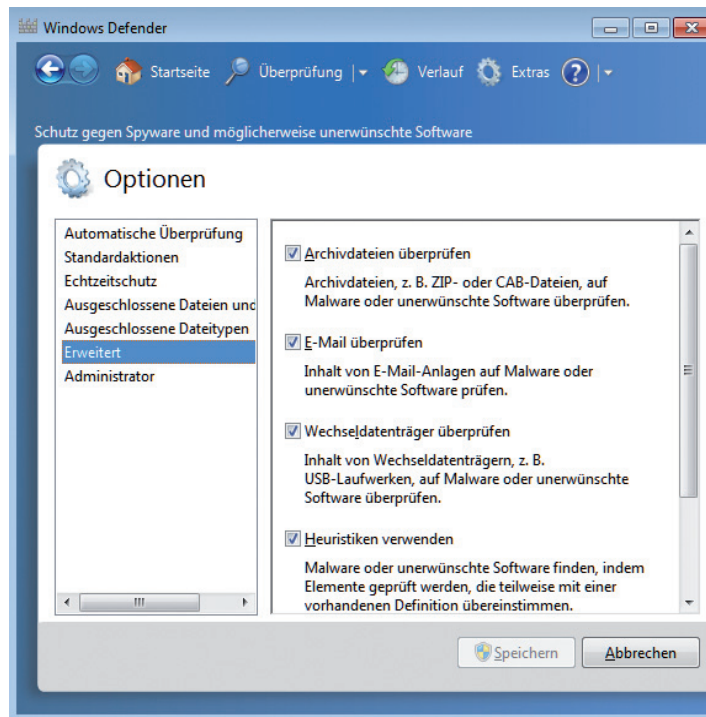 Windows Defender
Startseite Überprüfung Verlauf Extras ?
Schutz gegen Spyware und möglicherweise unerwünschte Software
Optionen
Automatische Überprüfung
Standardaktionen
Echtzeitschutz
Ausgeschlossene Dateien und
Ausgeschlossene Dateitypen
Erweitert
Administrator
Archivdateien überprüfen
Archivdateien, z. B. ZIP- oder CAB-Dateien, auf
Malware oder unerwünschte Software überprüfen.
E-Mail überprüfen
Inhalt von E-Mail-Anlagen auf Malware oder
unerwünschte Software prüfen.
Wechseldatenträger überprüfen
Inhalt von Wechseldatenträgern, z. B.
USB-Laufwerken, auf Malware oder unerwünschte
Software überprüfen.
Heuristiken verwenden
Malware oder unerwünschte Software finden, indem
Elemente geprüft werden, die teilweise mit einer
vorhandenen Definition übereinstimmen.
Speichern Abbrechen